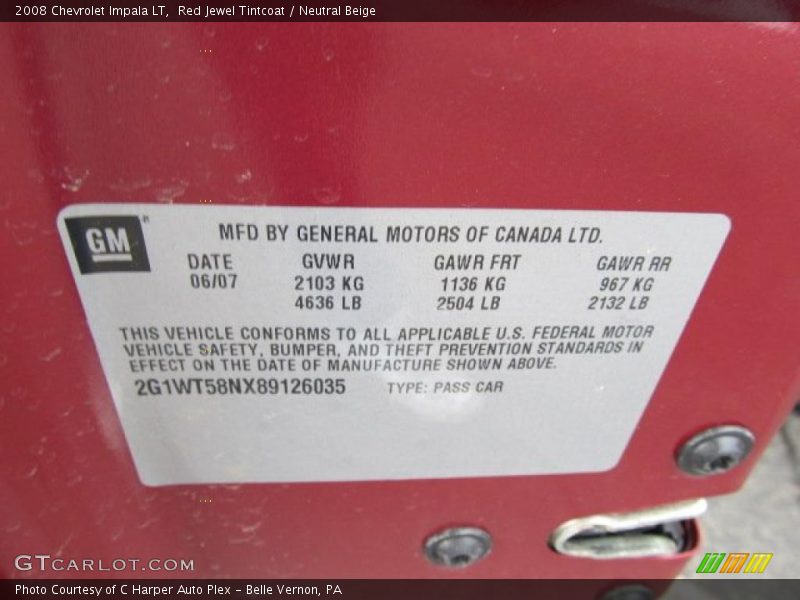 2008 Chevrolet Impala LT,  Red Jewel Tintcoat / Neutral Beige
GM
MFD BY GENERAL MOTORS OF CANADA LTD.
DATE GVWR GAWR FRT GAWR RR
06/07 2103 KG 1136 KG 967 KG
4636 LB 2504 LB 2132 LB
THIS VEHICLE CONFORMS TO ALL APPLICABLE U.S. FEDERAL MOTOR
VEHICLE SAFETY, BUMPER, AND THEFT PREVENTION STANDARDS IN
EFFECT ON THE DATE OF MANUFACTURE SHOWN ABOVE.
2G1WT58NX89126035 TYPE: PASS CAR
GTCARLOT.COM
Photo Courtesy of C Harper Auto Plex - Belle Vernon, PA